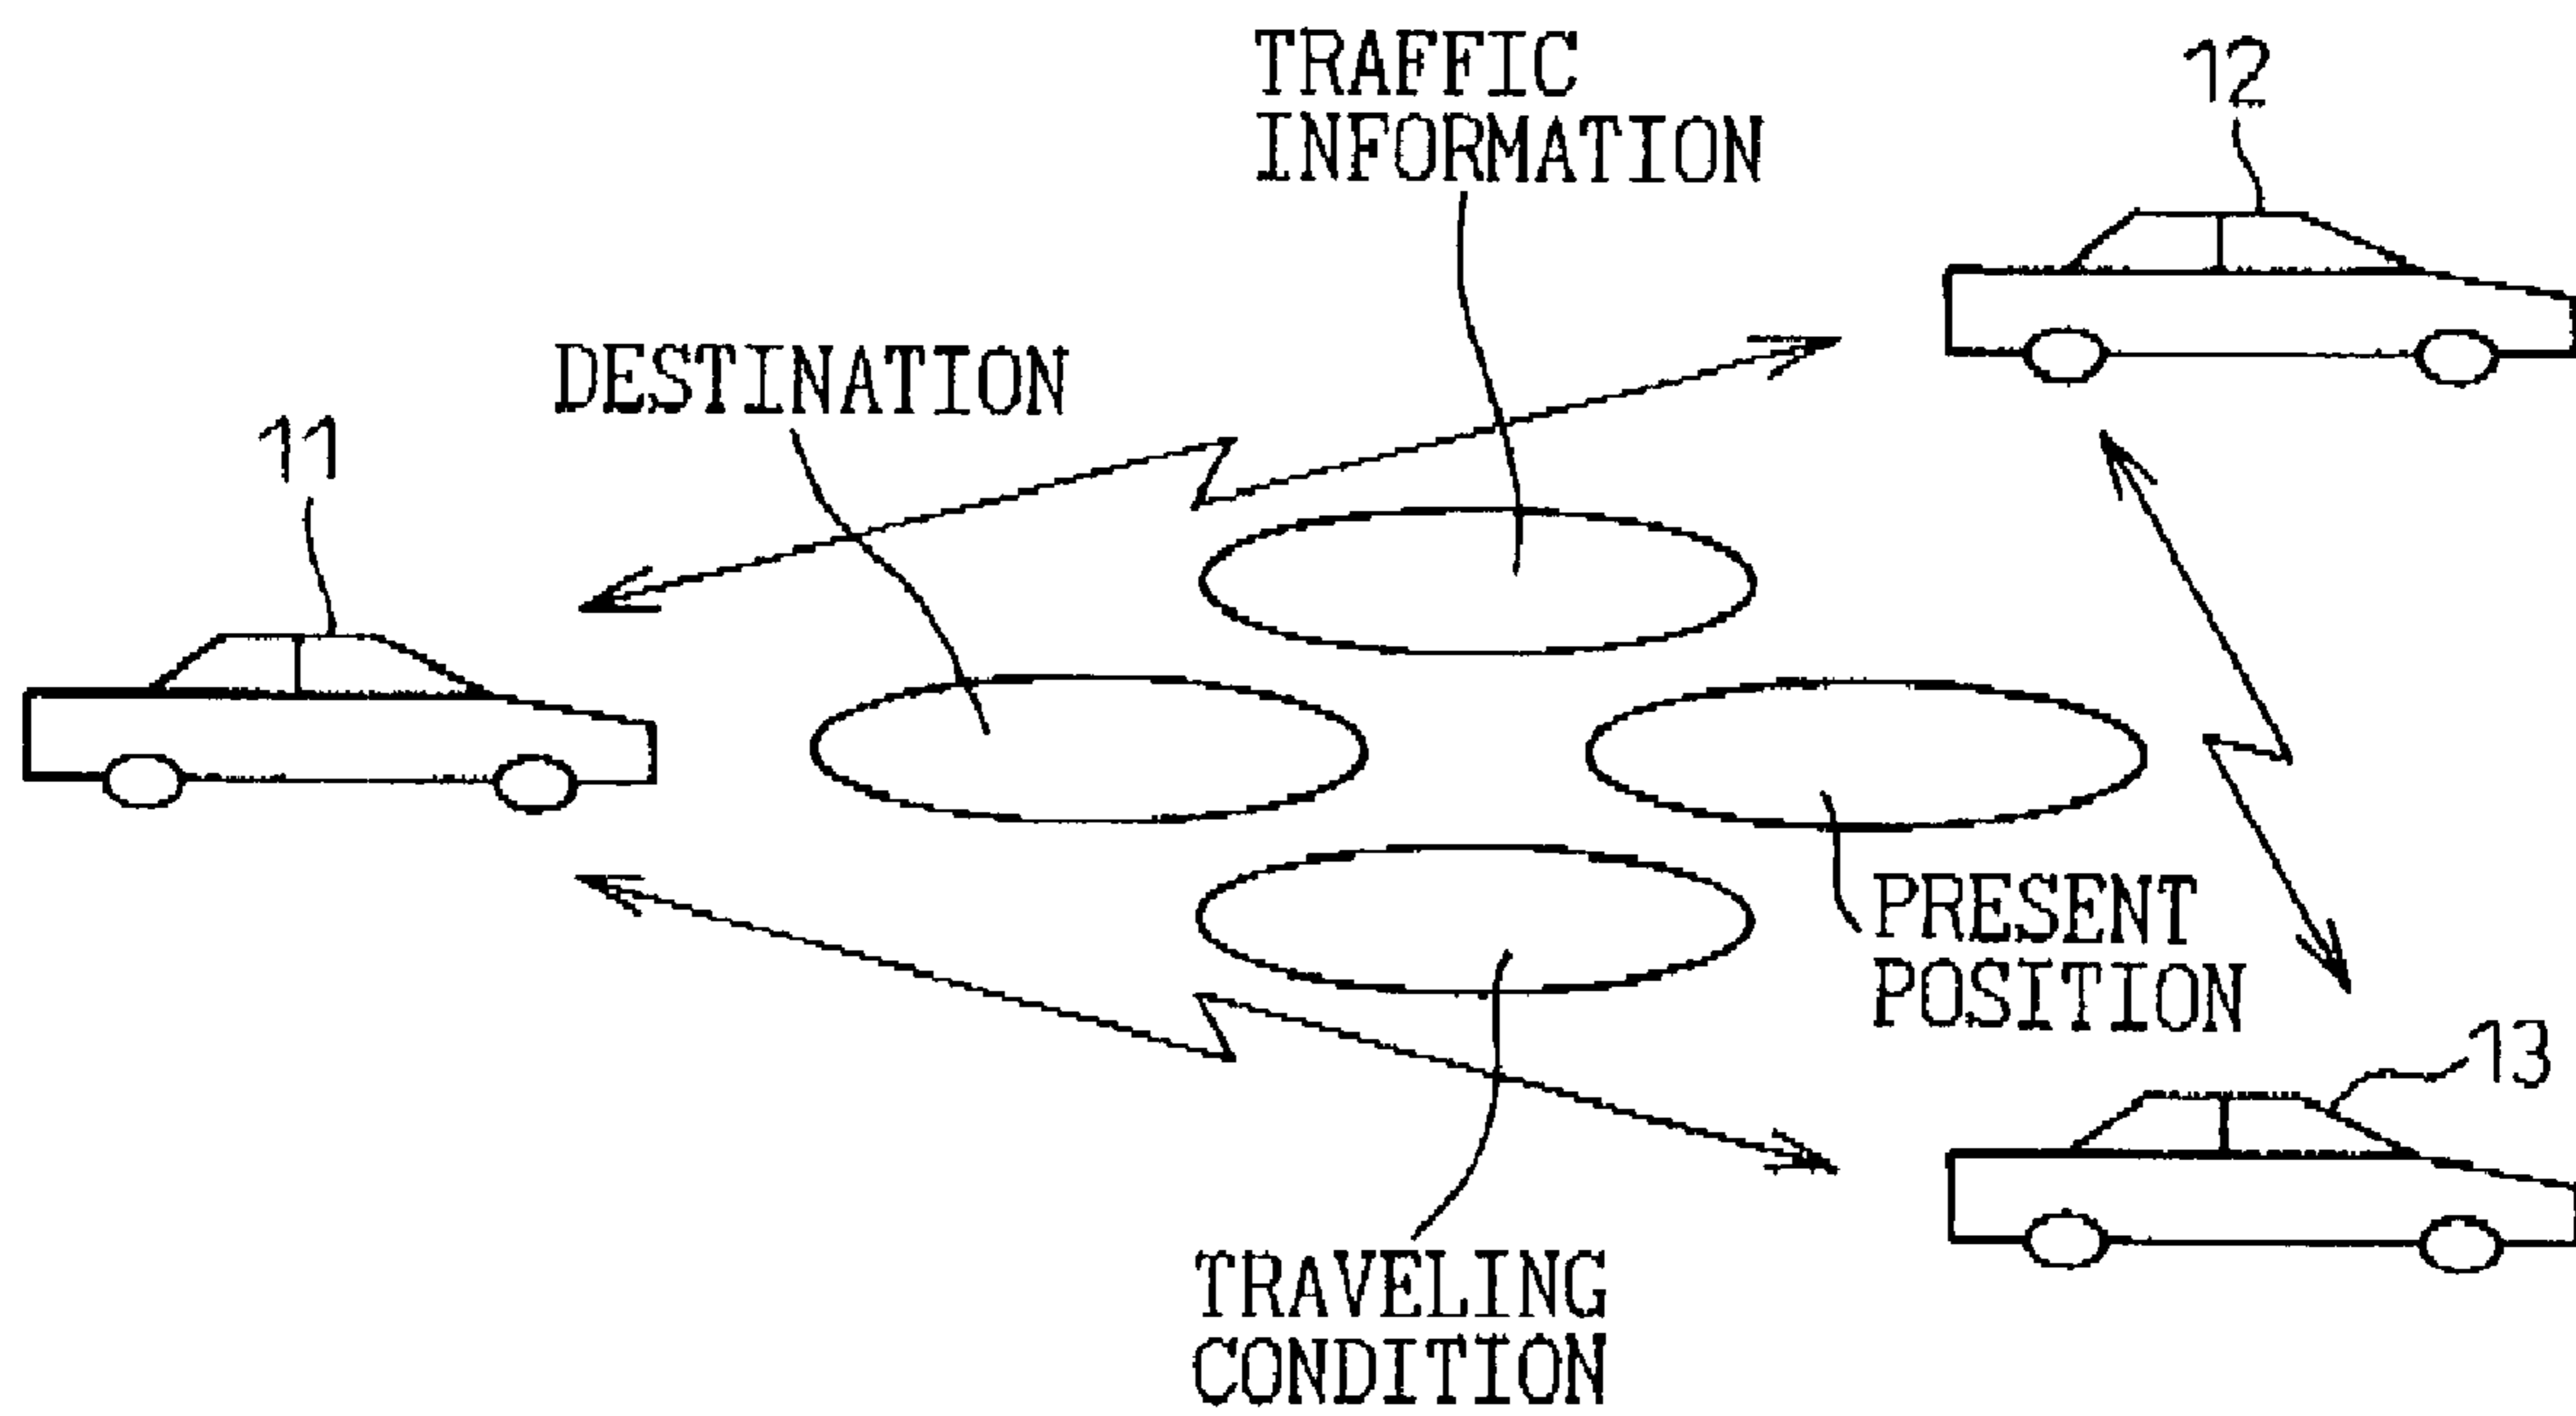 TRAFFIC
INFORMATION
12
DESTINATION
11
PRESENT
POSITION
13
TRAVELING
CONDITION